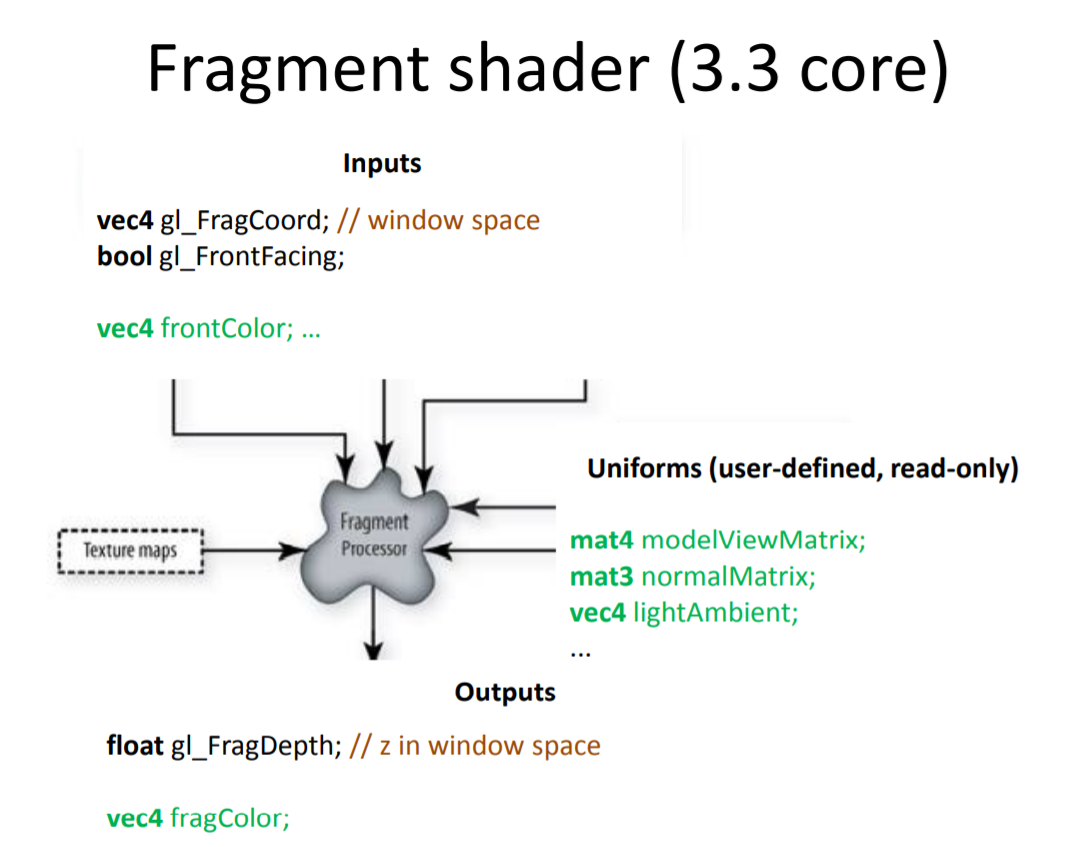 Fragment shader (3.3 core)
Inputs
vec4 gl_FragCoord; // window space
bool gl_FrontFacing;
vec4 frontColor; ...
Fragment
Processor
Texture maps
Uniforms (user-defined, read-only)
mat4 modelViewMatrix;
mat3 normalMatrix;
vec4 lightAmbient;
...
Outputs
float gl_FragDepth; // z in window space
vec4 fragColor;